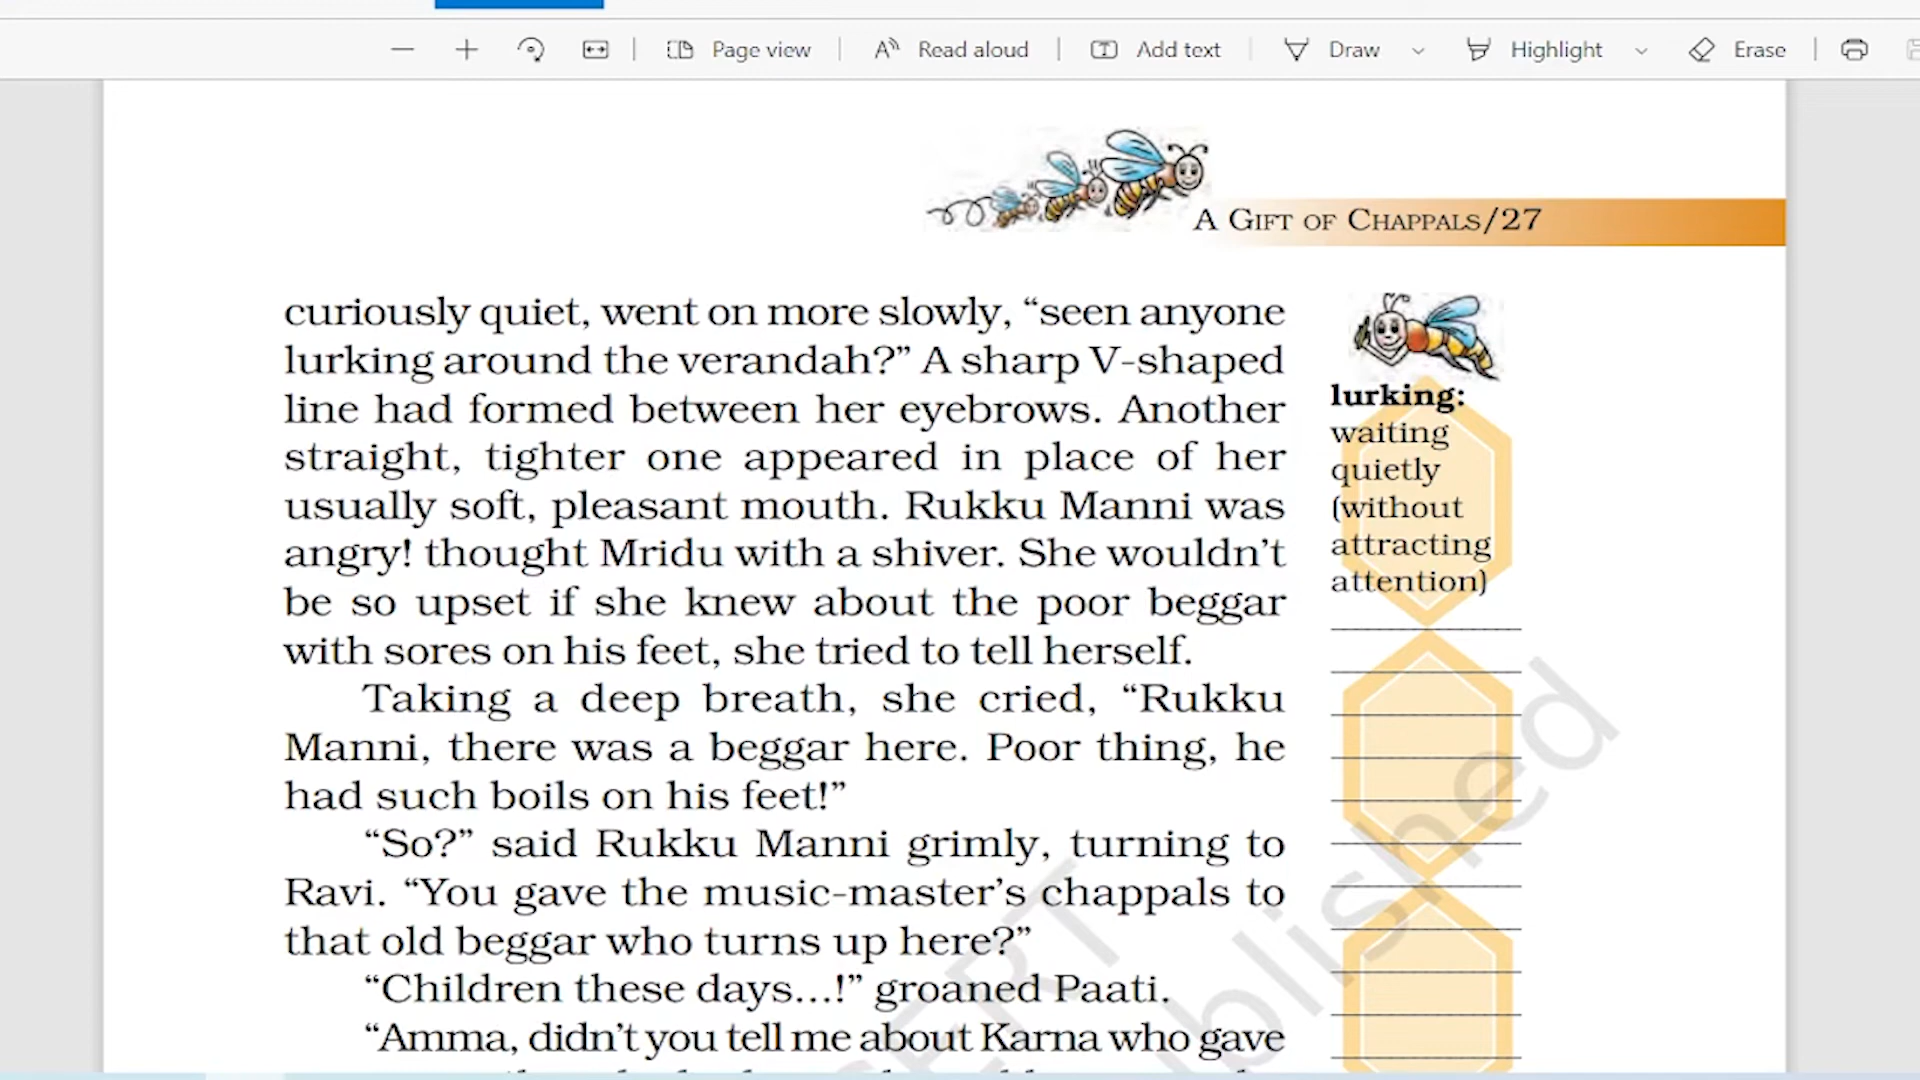 Page view
Read aloud
Add text
Draw
Highlight
Erase
A Gift of Chappals/27
curiously quiet, went on more slowly, “seen anyone
lurking around the verandah?” A sharp V-shaped
line had formed between her eyebrows. Another
straight, tighter one appeared in place of her
usually soft, pleasant mouth. Rukku Manni was
angry! thought Mridu with a shiver. She wouldn’t
be so upset if she knew about the poor beggar
with sores on his feet, she tried to tell herself.
Taking a deep breath, she cried, “Rukku
Manni, there was a beggar here. Poor thing, he
had such boils on his feet!”
“So?” said Rukku Manni grimly, turning to
Ravi. “You gave the music-master’s chappals to
that old beggar who turns up here?”
“Children these days...!” groaned Paati.
“Amma, didn’t you tell me about Karna who gave
lurking:
waiting
quietly
(without
attracting
attention)